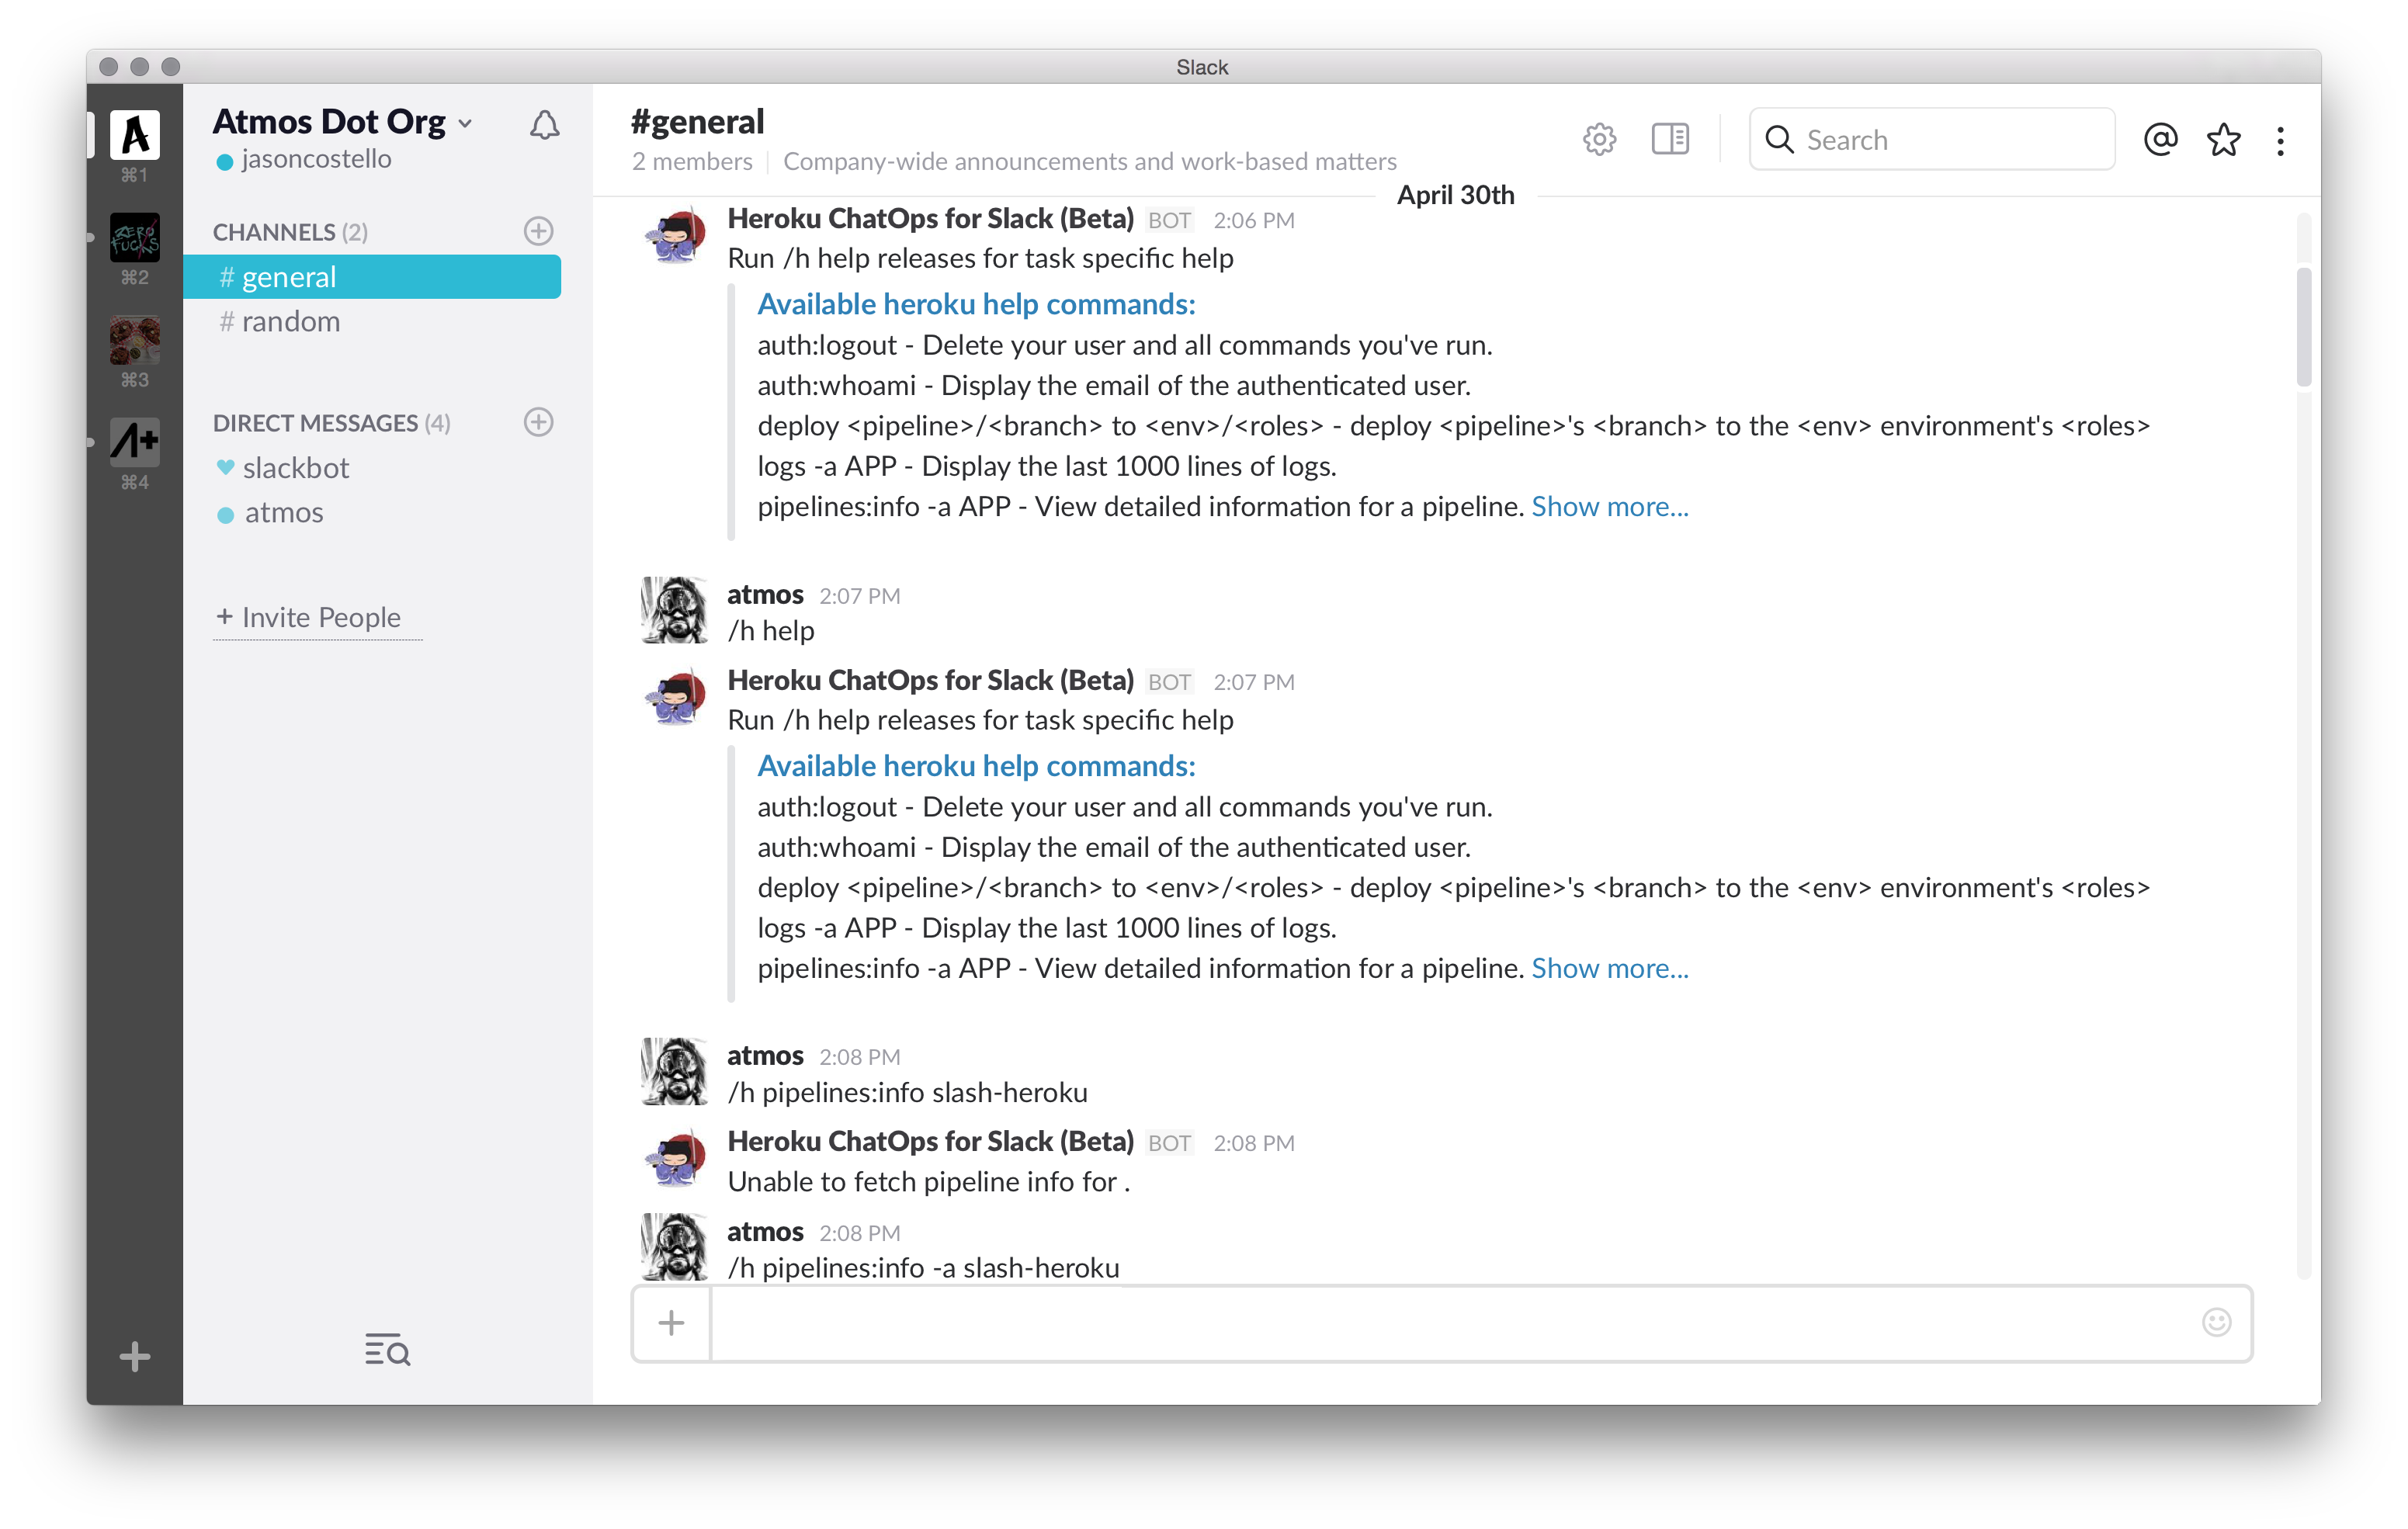 Slack
A
⌘1
ZERO
FUCKS
⌘2
⌘3
A+
⌘4
Atmos Dot Org
jasoncostello
CHANNELS (2)
# general
# random
DIRECT MESSAGES (4)
slackbot
atmos
+ Invite People
#general
2 members
Company-wide announcements and work-based matters
Search
April 30th
Heroku ChatOps for Slack (Beta) BOT 2:06 PM
Run /h help releases for task specific help
Available heroku help commands:
auth:logout - Delete your user and all commands you've run.
auth:whoami - Display the email of the authenticated user.
deploy <pipeline>/<branch> to <env>/<roles> - deploy <pipeline>'s <branch> to the <env> environment's <roles>
logs -a APP - Display the last 1000 lines of logs.
pipelines:info -a APP - View detailed information for a pipeline. Show more...
atmos 2:07 PM
/h help
Heroku ChatOps for Slack (Beta) BOT 2:07 PM
Run /h help releases for task specific help
Available heroku help commands:
auth:logout - Delete your user and all commands you've run.
auth:whoami - Display the email of the authenticated user.
deploy <pipeline>/<branch> to <env>/<roles> - deploy <pipeline>'s <branch> to the <env> environment's <roles>
logs -a APP - Display the last 1000 lines of logs.
pipelines:info -a APP - View detailed information for a pipeline. Show more...
atmos 2:08 PM
/h pipelines:info slash-heroku
Heroku ChatOps for Slack (Beta) BOT 2:08 PM
Unable to fetch pipeline info for .
atmos 2:08 PM
/h pipelines:info -a slash-heroku